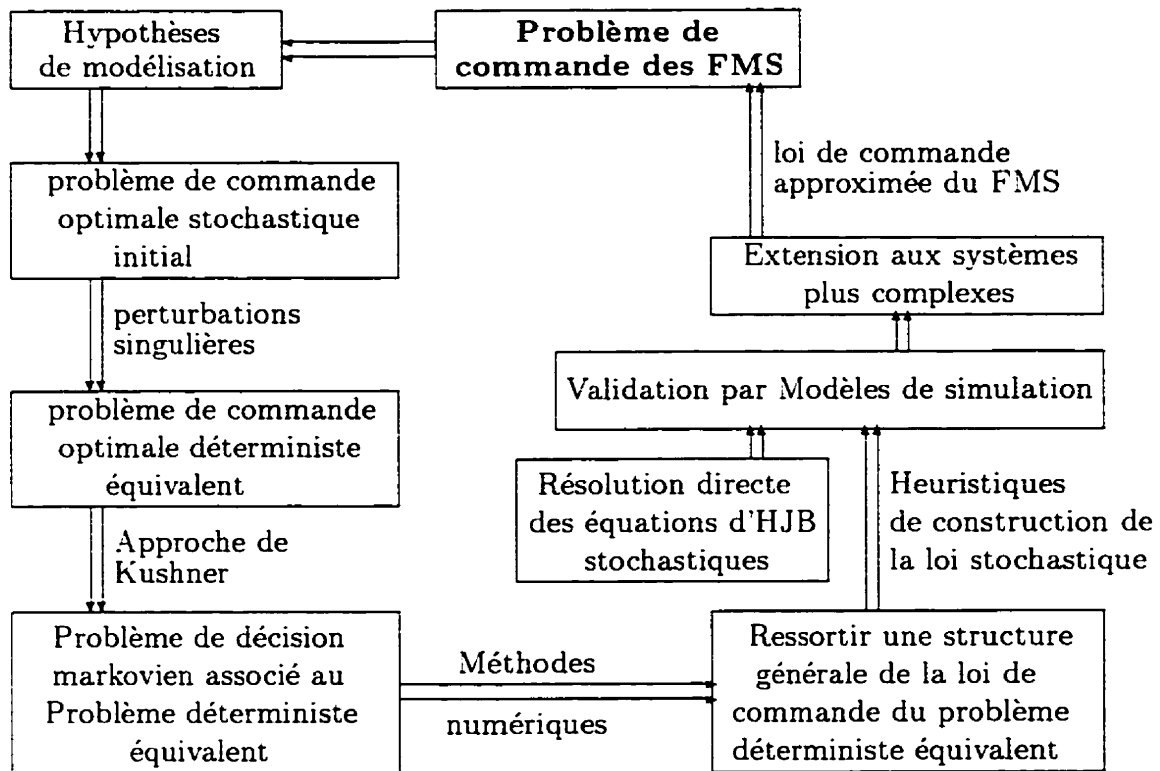 Hypothèses
de modélisation
Problème de
commande des FMS
problème de commande
optimale stochastique
initial
perturbations
singulières
problème de commande
optimale déterministe
équivalent
Approche de
Kushner
Problème de décision
markovien associé au
Problème déterministe
équivalent
Méthodes
numériques
Ressortir une structure
générale de la loi de
commande du problème
déterministe équivalent
Heuristiques
de construction de
la loi stochastique
Résolution directe
des équations d'HJB
stochastiques
Validation par Modèles de simulation
Extension aux systèmes
plus complexes
loi de commande
approximée du FMS